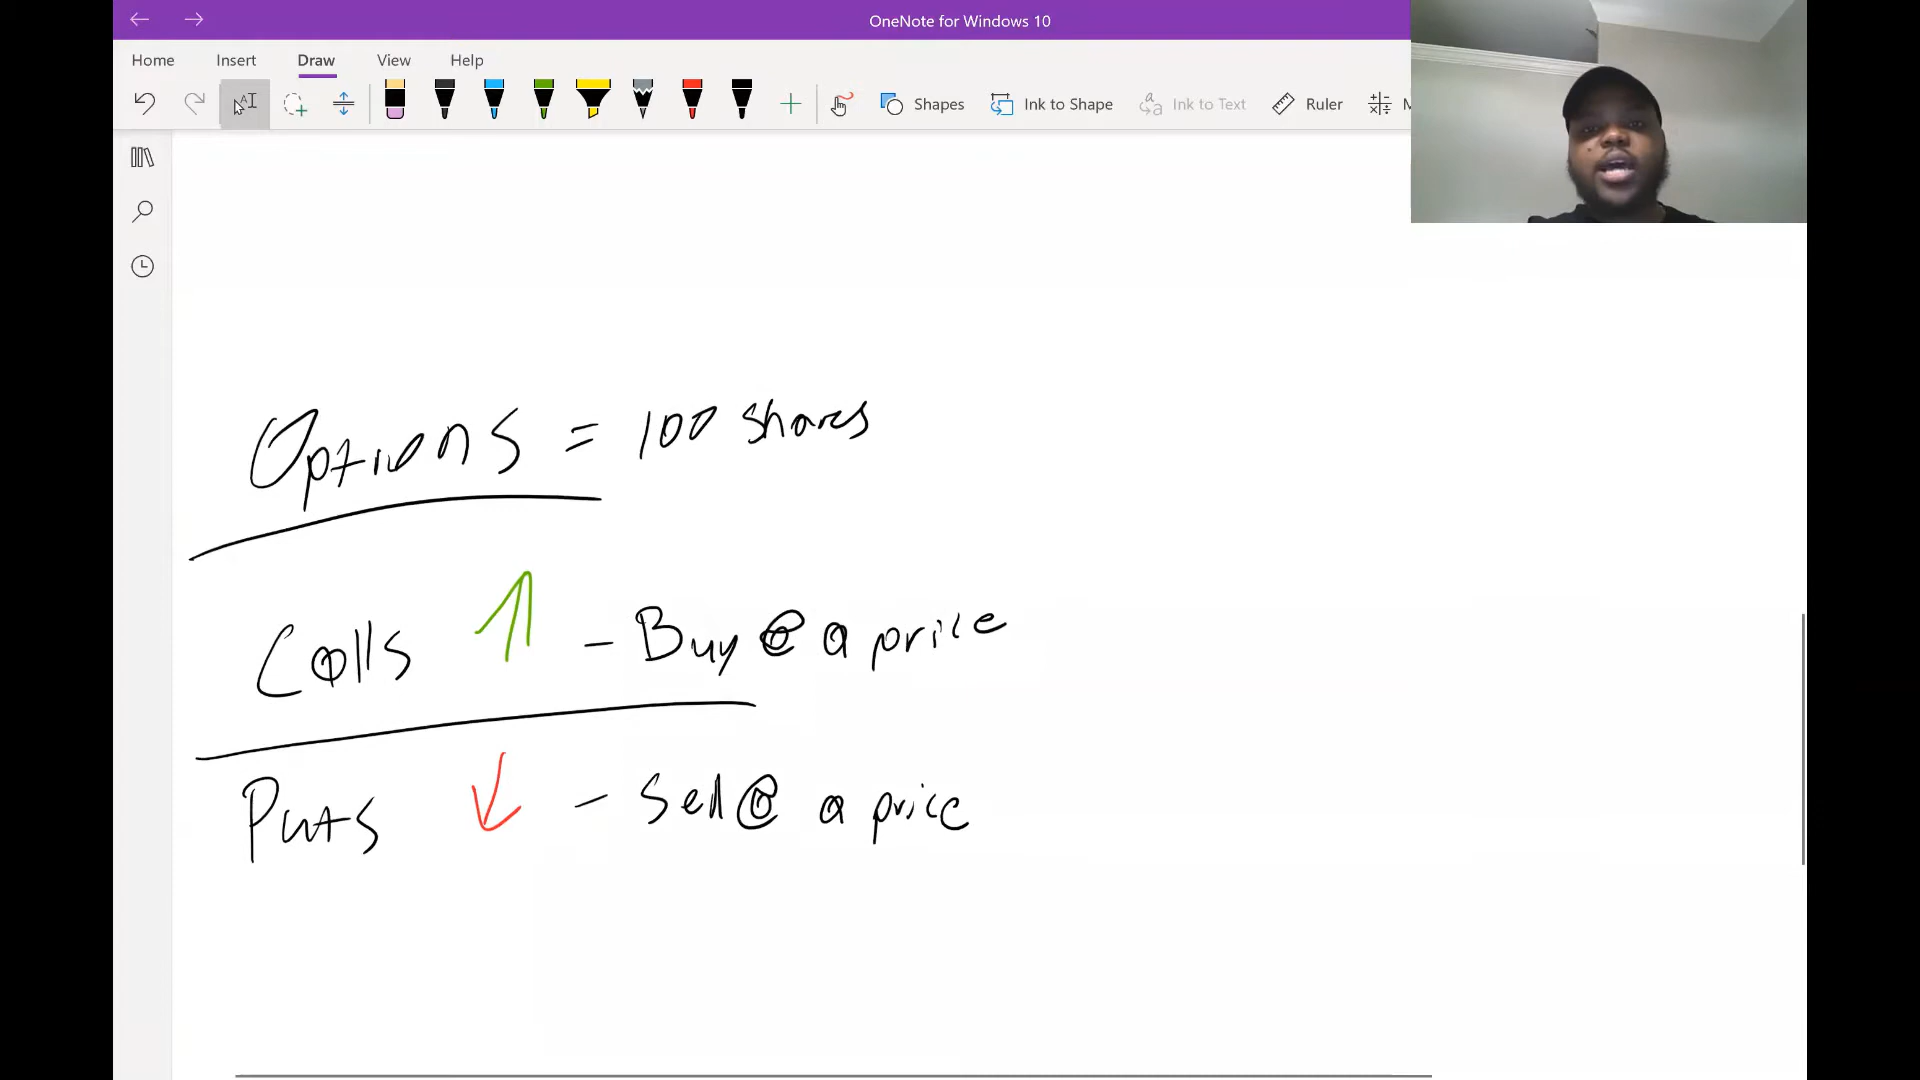 OneNote for Windows 10
Home Insert Draw View Help
Shapes Ink to Shape Ink to Text Ruler M
Options = 100 shares
Calls - Buy @ a price
Puts - Sell @ a price